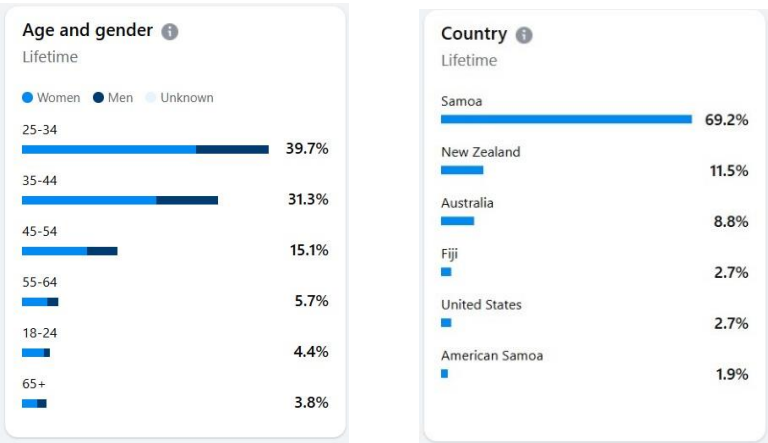 Age and gender
Lifetime
Women Men Unknown
25-34
39.7%
35-44
31.3%
45-54
15.1%
55-64
5.7%
18-24
4.4%
65+
3.8%
Country
Lifetime
Samoa
69.2%
New Zealand
11.5%
Australia
8.8%
Fiji
2.7%
United States
2.7%
American Samoa
1.9%